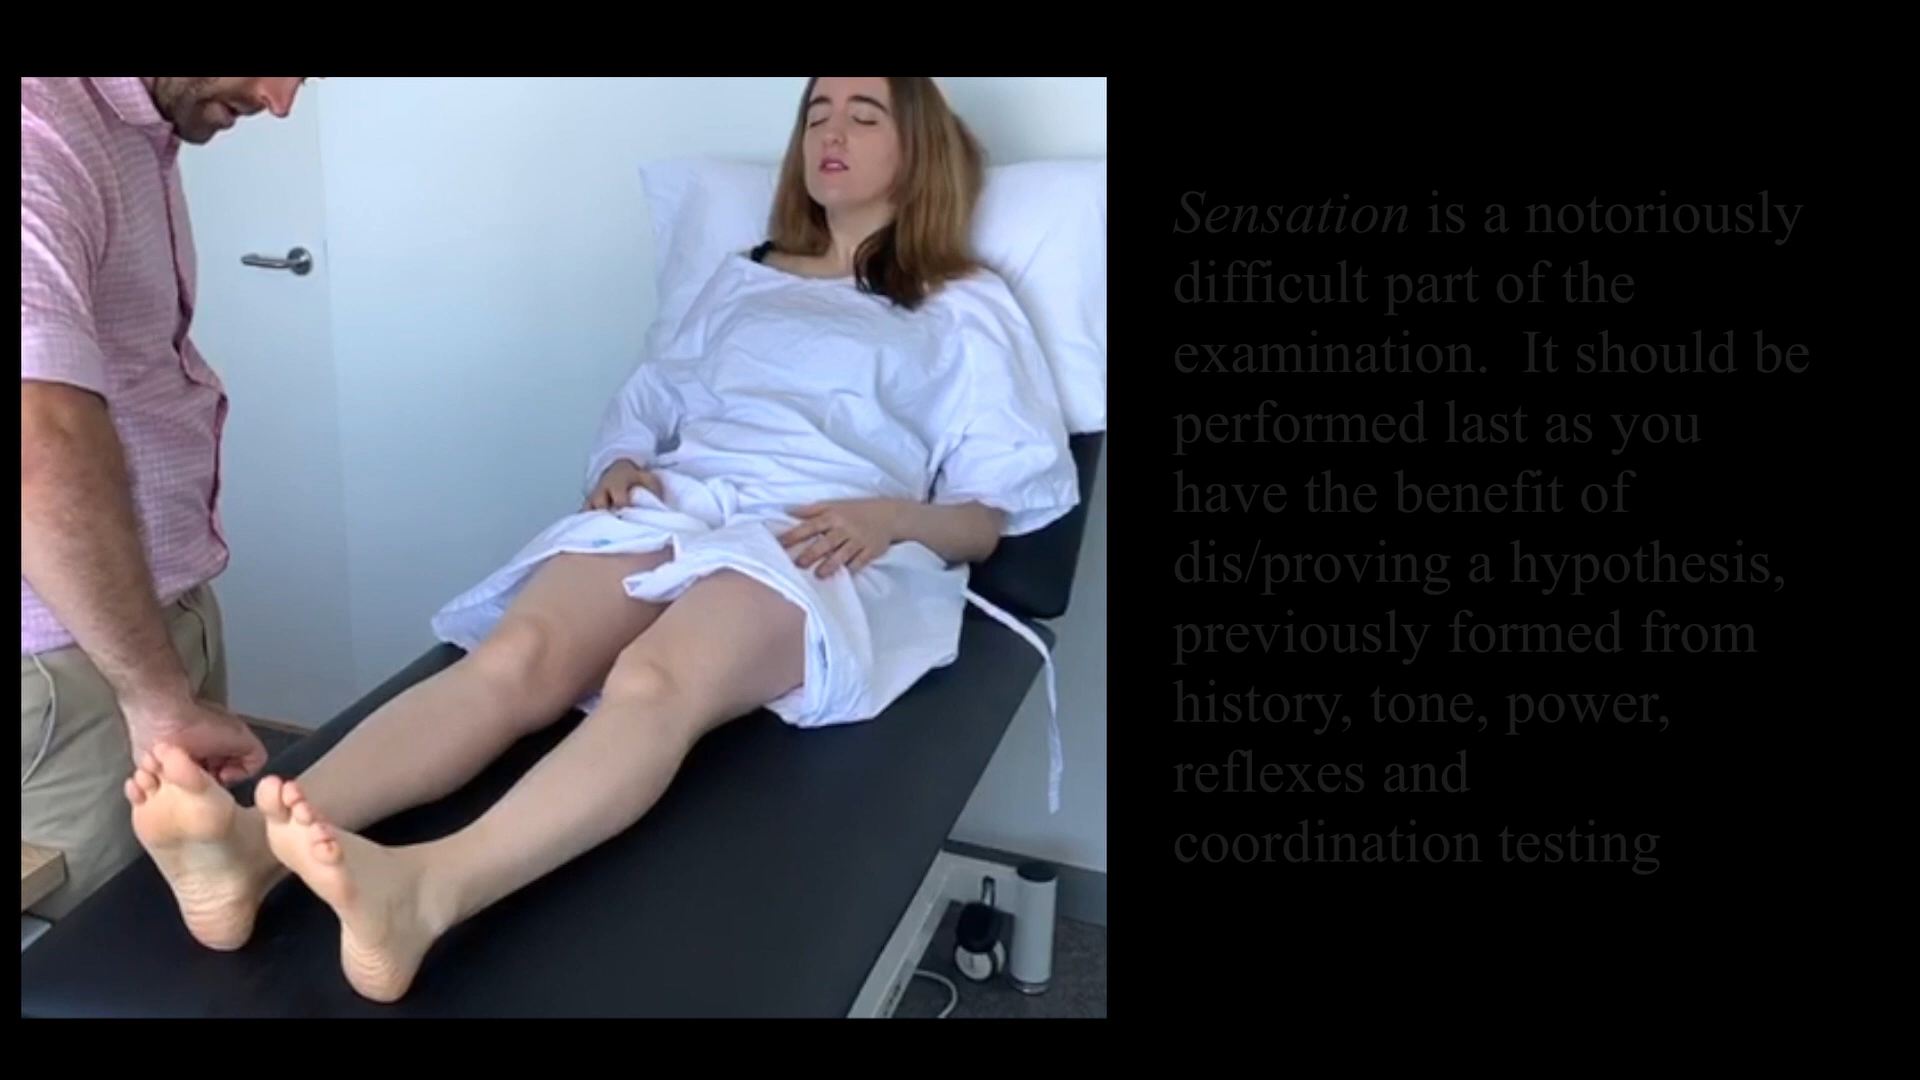 Sensation is a notoriously
difficult part of the
examination.  It should be
performed last as you
have the benefit of
dis/proving a hypothesis,
previously formed from
history, tone, power,
reflexes and
coordination testing